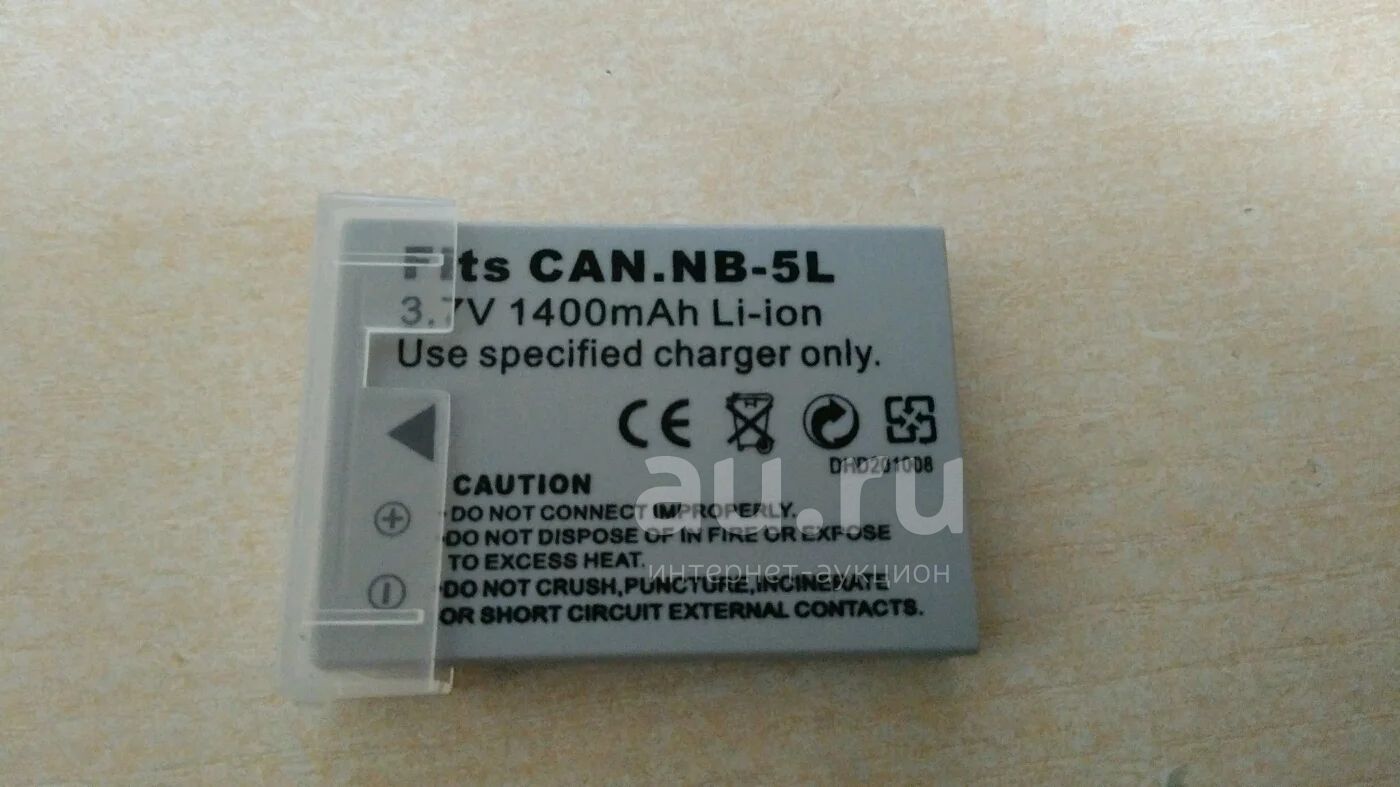 Fits CAN.NB-5L
3.7V 1400mAh Li-ion
Use specified charger only.
CE
DHD201008
CAUTION
·DO NOT CONNECT IMPROPERLY.
·DO NOT DISPOSE OF IN FIRE OR EXPOSE
TO EXCESS HEAT.
·DO NOT CRUSH,PUNCTURE,INCINERATE
OR SHORT CIRCUIT EXTERNAL CONTACTS.
au.ru
интернет-аукцион